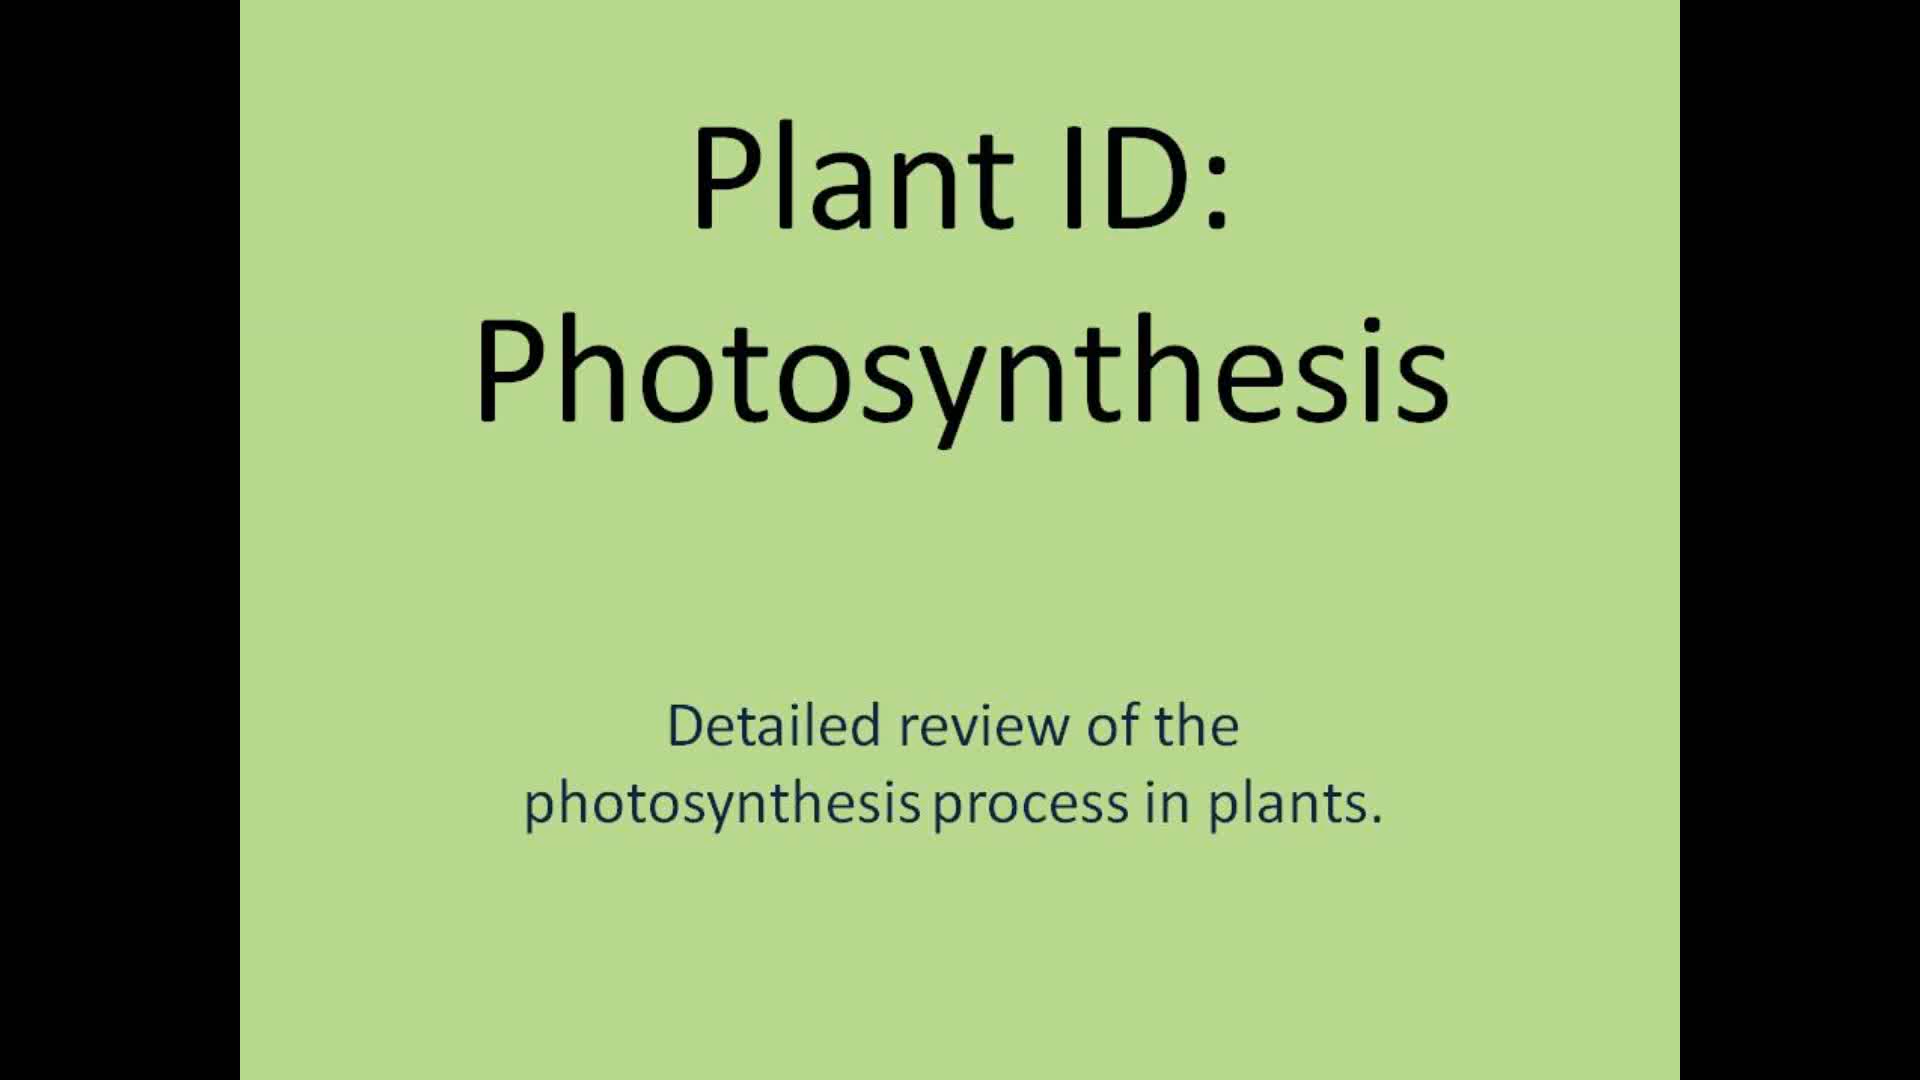 Plant ID:
Photosynthesis
Detailed review of the
photosynthesis process in plants.